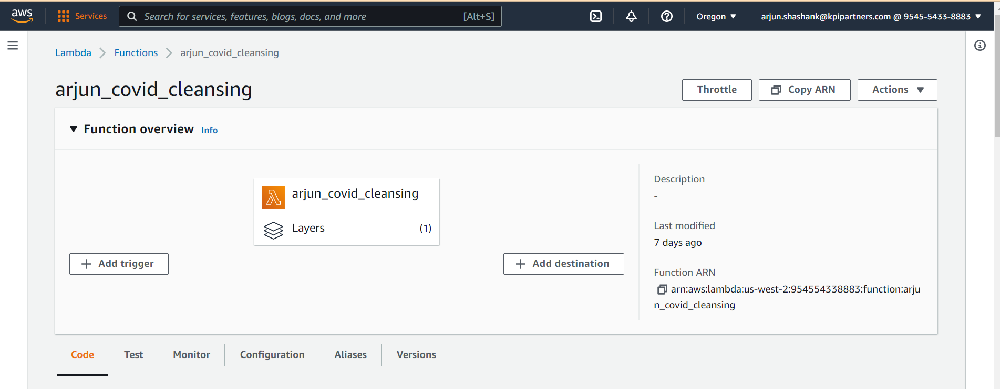 aws Services Search for services, features, blogs, docs, and more [Alt+S] Oregon arjun.shashank@kpipartners.com @ 9545-5433-8883
Lambda Functions arjun_covid_cleansing
arjun_covid_cleansing Throttle Copy ARN Actions
Function overview Info
arjun_covid_cleansing
Layers (1)
Add trigger
Add destination
Description
-
Last modified
7 days ago
Function ARN
arn:aws:lambda:us-west-2:954554338883:function:arju
n_covid_cleansing
Code Test Monitor Configuration Aliases Versions